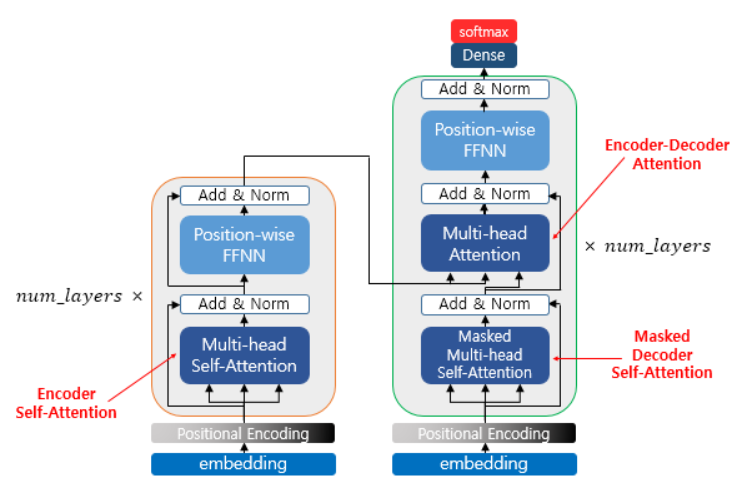 softmax
Dense
Add & Norm
Position-wise
FFNN
Encoder-Decoder
Attention
Add & Norm
Multi-head
Attention
× num_layers
Add & Norm
Masked
Multi-head
Self-Attention
Masked
Decoder
Self-Attention
Positional Encoding
embedding
Add & Norm
Position-wise
FFNN
num_layers ×
Add & Norm
Multi-head
Self-Attention
Encoder
Self-Attention
Positional Encoding
embedding